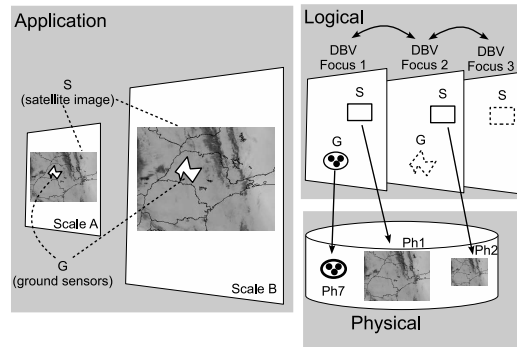 Application
S
(satellite image)
Scale A
G
(ground sensors)
Scale B
Logical
DBV
Focus 1
DBV
Focus 2
DBV
Focus 3
S
S
S
G
G
Ph1
Ph2
Ph7
Physical